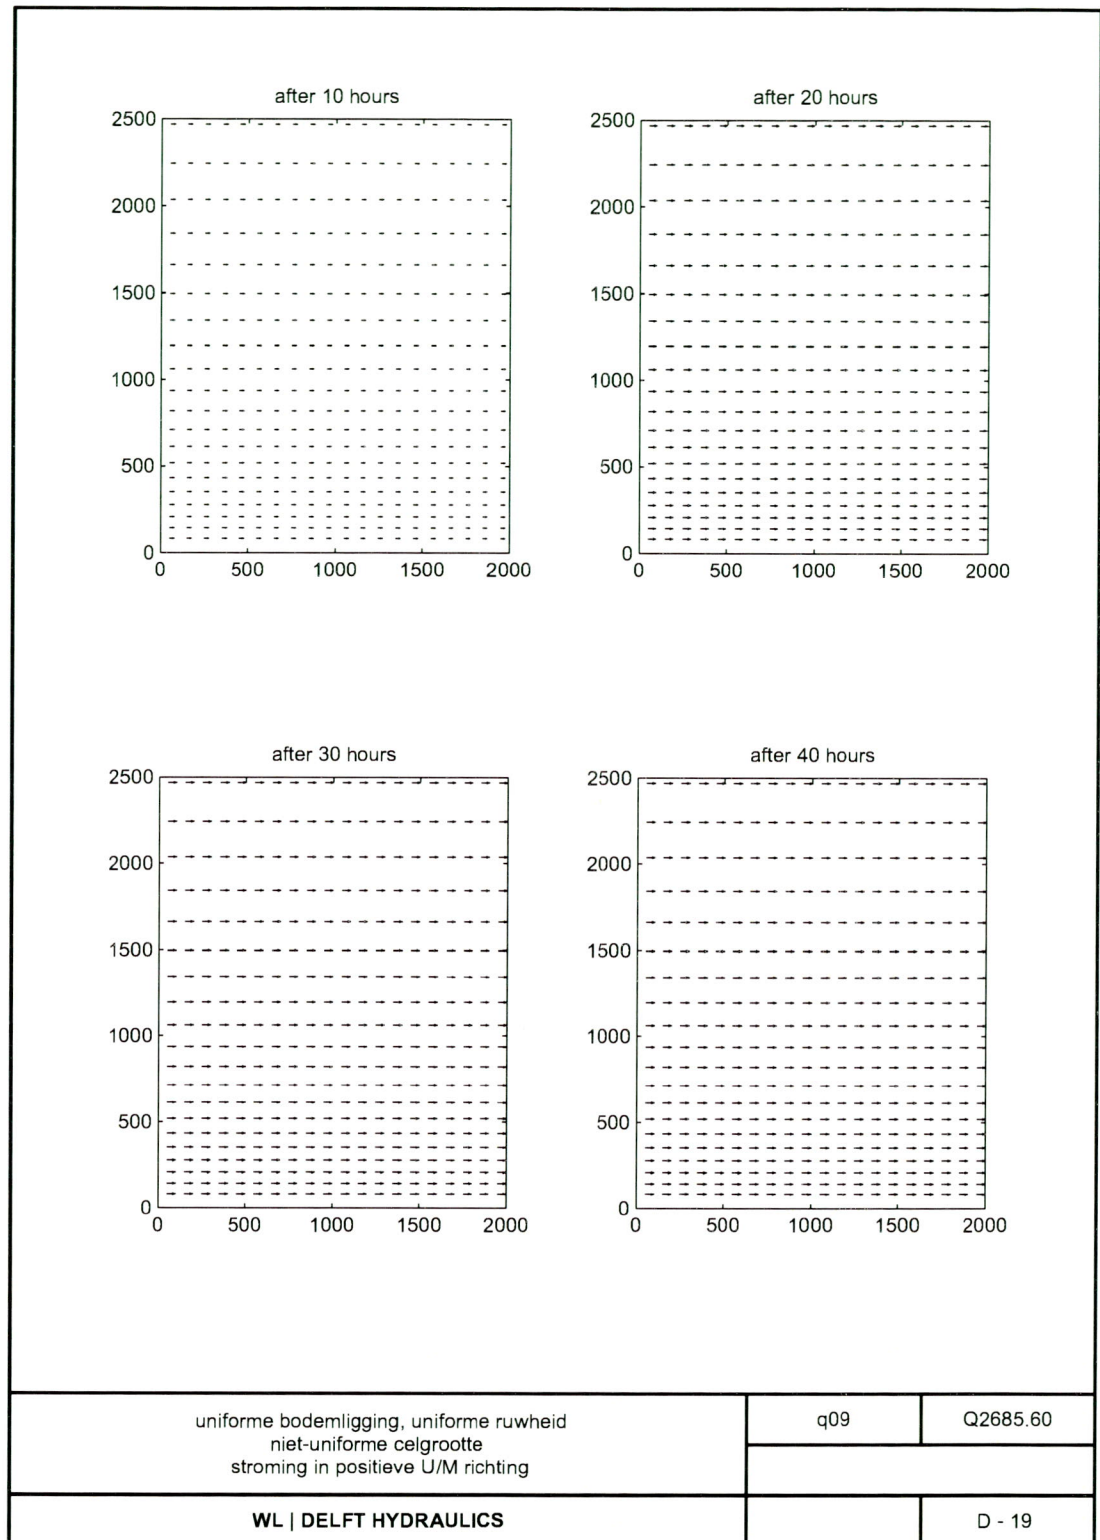 after 10 hours
2500
2000
1500
1000
500
0
0 500 1000 1500 2000
after 20 hours
2500
2000
1500
1000
500
0
0 500 1000 1500 2000
after 30 hours
2500
2000
1500
1000
500
0
0 500 1000 1500 2000
after 40 hours
2500
2000
1500
1000
500
0
0 500 1000 1500 2000
uniforme bodemligging, uniforme ruwheid
niet-uniforme celgrootte
stroming in positieve U/M richting
q09
Q2685.60
WL | DELFT HYDRAULICS
D - 19